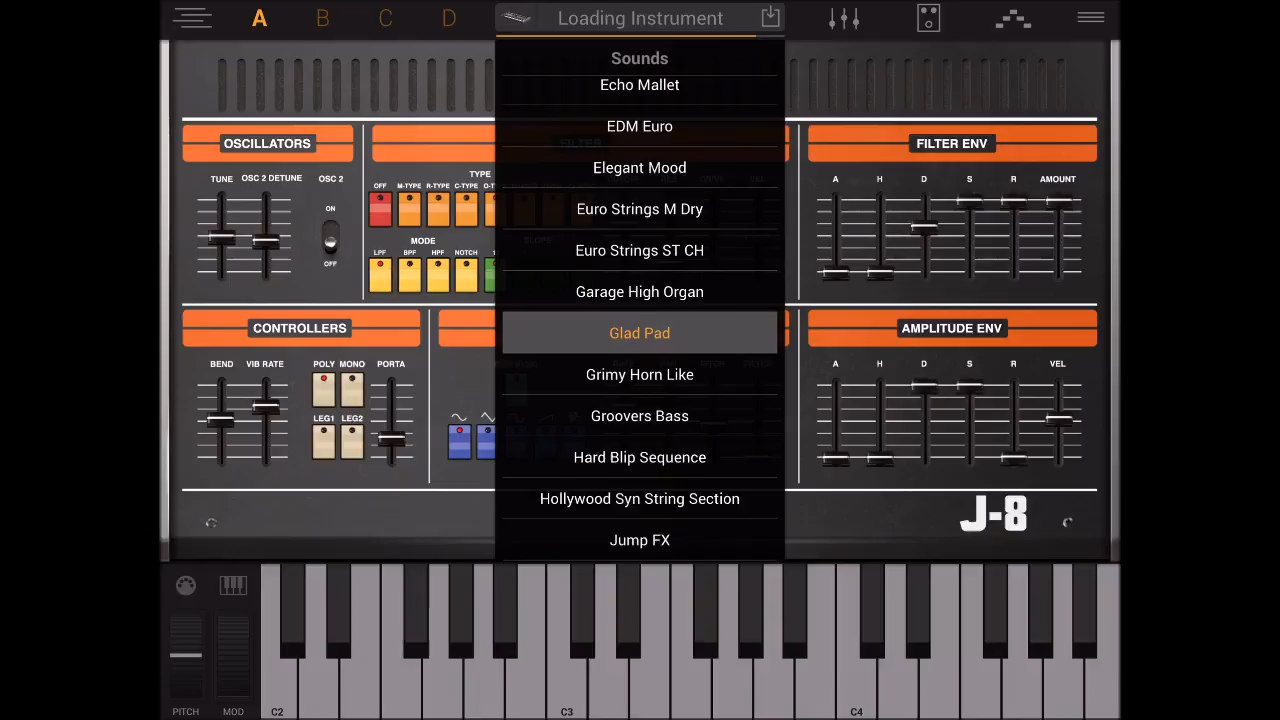 A B C D Loading Instrument
Sounds
Echo Mallet
EDM Euro
Elegant Mood
Euro Strings M Dry
Euro Strings ST CH
Garage High Organ
Glad Pad
Grimy Horn Like
Groovers Bass
Hard Blip Sequence
Hollywood Syn String Section
Jump FX
OSCILLATORS
TUNE OSC 2 DETUNE OSC 2
ON
OFF
FILTER
TYPE
OFF M-TYPE R-TYPE C-TYPE
MODE
LPF BPF HPF NOTCH
SLOPE
FILTER ENV
A H D S R AMOUNT
CONTROLLERS
BEND VIB RATE POLY MONO PORTA
LEG1 LEG2
AMPLITUDE ENV
A H D S R VEL
J-8
PITCH MOD C2 C3 C4